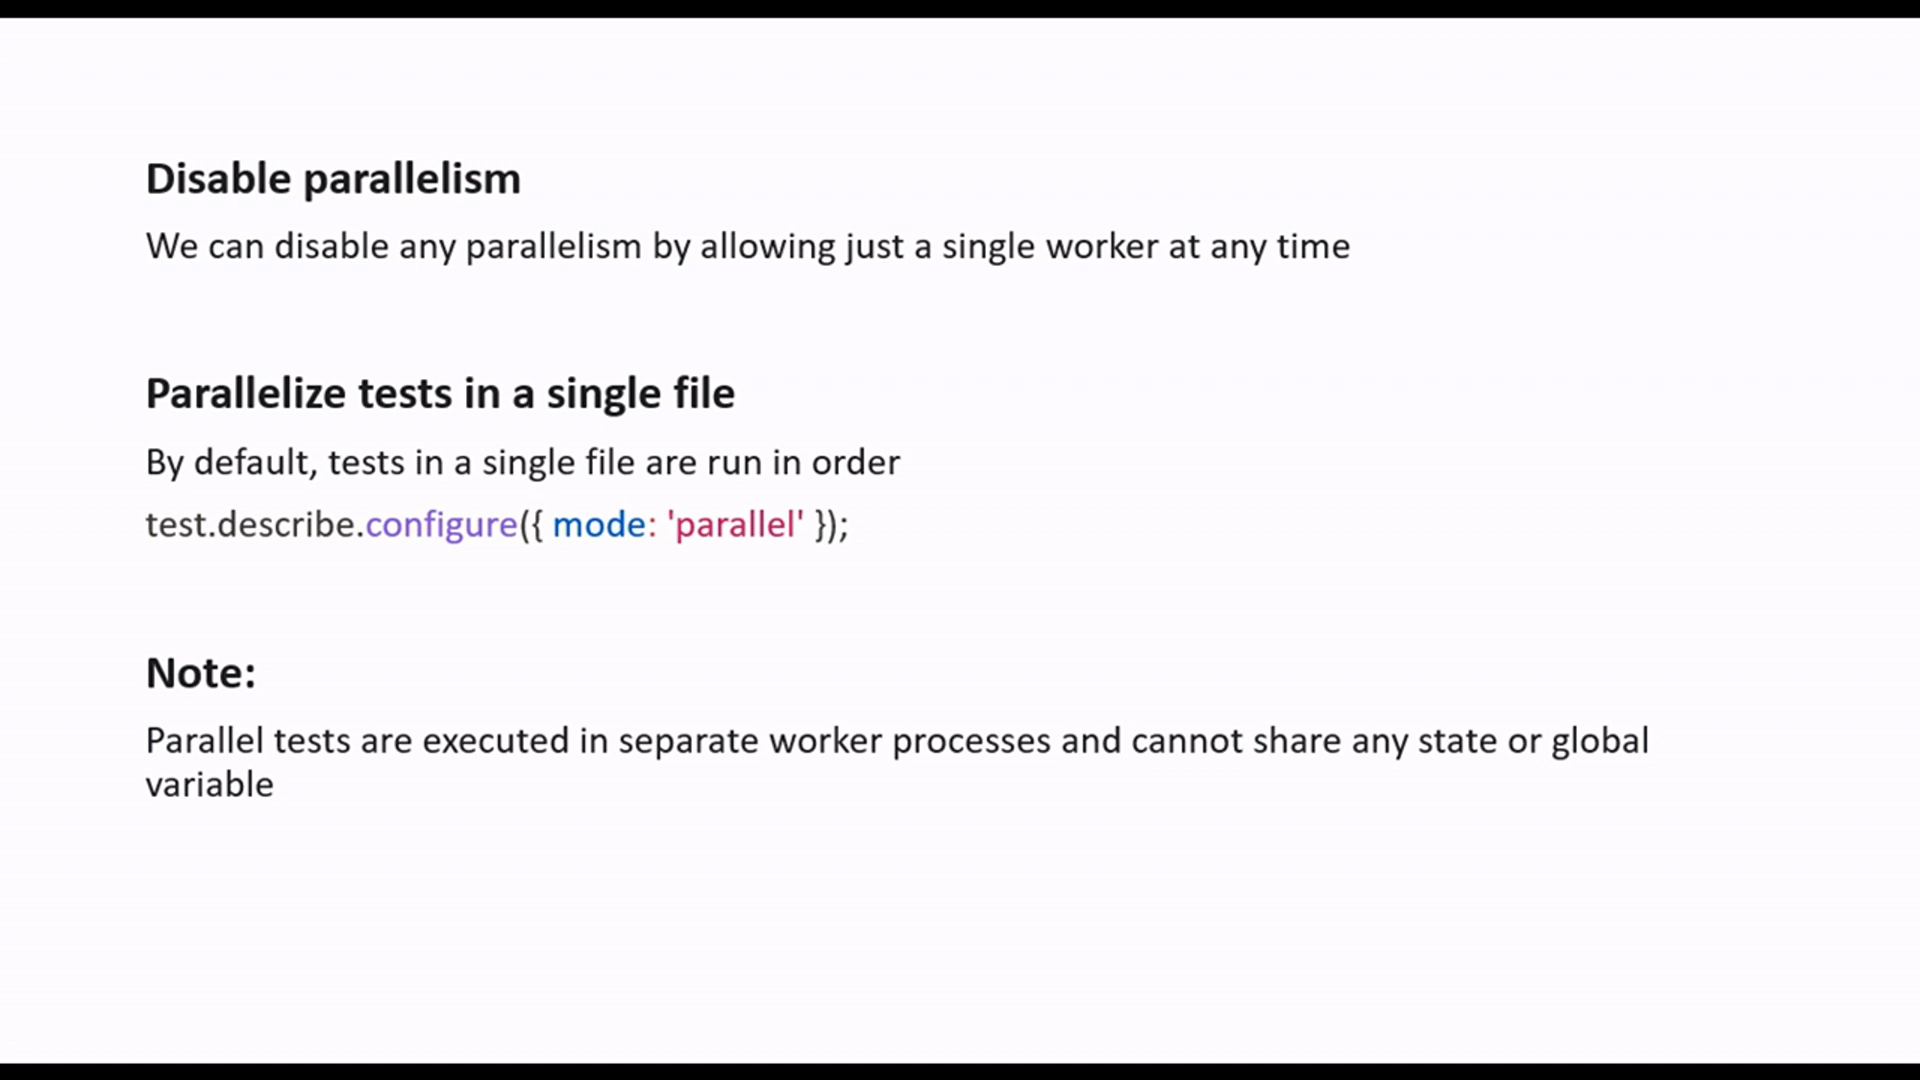 Disable parallelism
We can disable any parallelism by allowing just a single worker at any time
Parallelize tests in a single file
By default, tests in a single file are run in order
test.describe.configure({ mode: 'parallel' });
Note:
Parallel tests are executed in separate worker processes and cannot share any state or global
variable